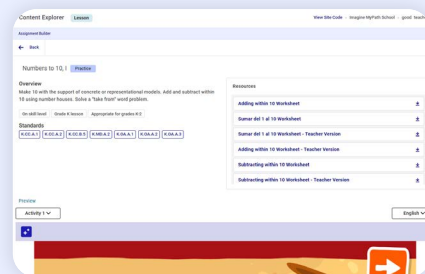 Content Explorer Lesson
View Site Code Imagine MyPath School good teach
Assignment Builder
← Back
Numbers to 10, I Practice
Overview
Make 10 with the support of concrete or representational models. Add and subtract within
10 using number houses. Solve a "take from" word problem.
On skill level Grade K lesson Appropriate for grades K-2
Standards
K.CC.A.1 K.CC.A.2 K.CC.B.5 K.MD.A.2 K.OA.A.1 K.OA.A.2 K.OA.A.3
Resources
Adding within 10 Worksheet
Sumar del 1 al 10 Worksheet
Sumar del 1 al 10 Worksheet - Teacher Version
Adding within 10 Worksheet - Teacher Version
Subtracting within 10 Worksheet
Subtracting within 10 Worksheet - Teacher Version
Preview
Activity 1
English